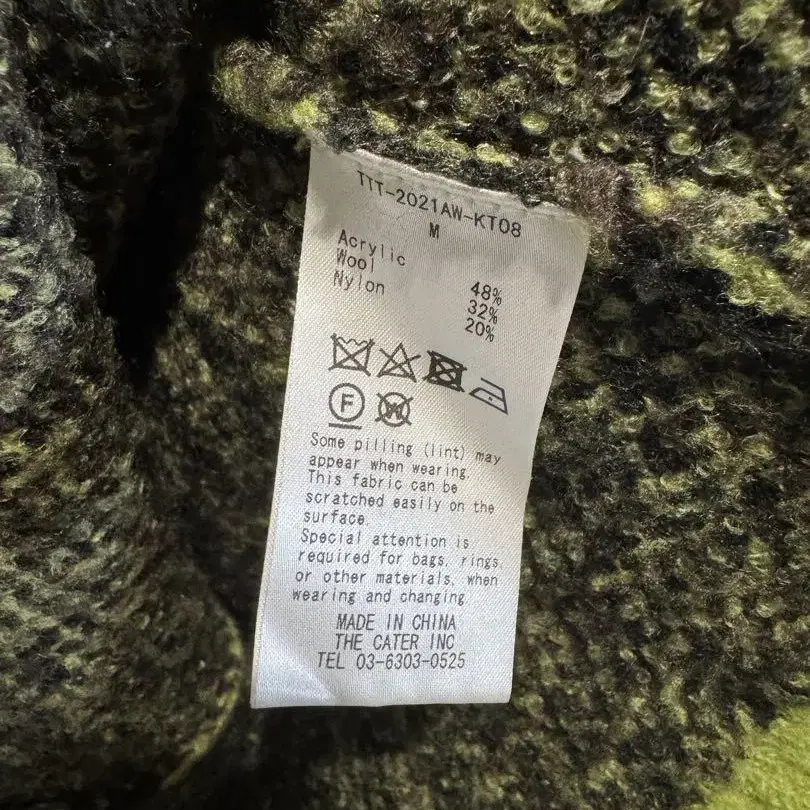 TTT-2021AW-KT08
M
Acrylic 48%
Wool 32%
Nylon 20%
F W
Some pilling (lint) may
appear when wearing.
This fabric can be
scratched easily on the
surface.
Special attention is
required for bags, rings,
or other materials, when
wearing and changing.
MADE IN CHINA
THE CATER INC
TEL 03-6303-0525